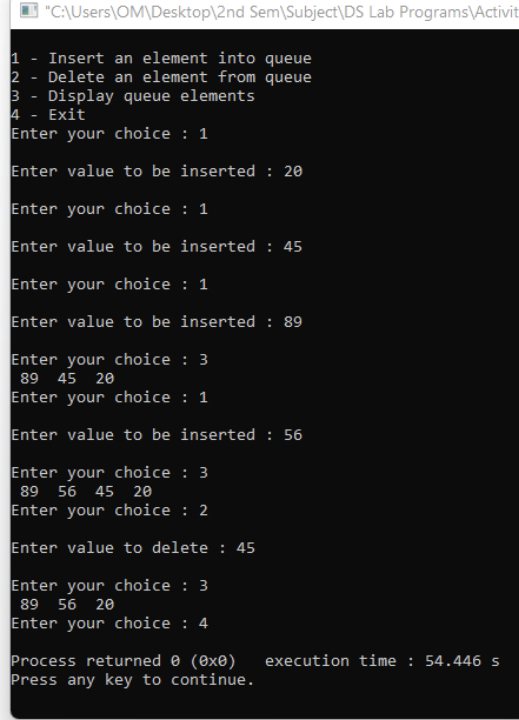 "C:\Users\OM\Desktop\2nd Sem\Subject\DS Lab Programs\Activit
1 - Insert an element into queue
2 - Delete an element from queue
3 - Display queue elements
4 - Exit
Enter your choice : 1
Enter value to be inserted : 20
Enter your choice : 1
Enter value to be inserted : 45
Enter your choice : 1
Enter value to be inserted : 89
Enter your choice : 3
89  45  20
Enter your choice : 1
Enter value to be inserted : 56
Enter your choice : 3
89  56  45  20
Enter your choice : 2
Enter value to delete : 45
Enter your choice : 3
89  56  20
Enter your choice : 4
Process returned 0 (0x0)   execution time : 54.446 s
Press any key to continue.